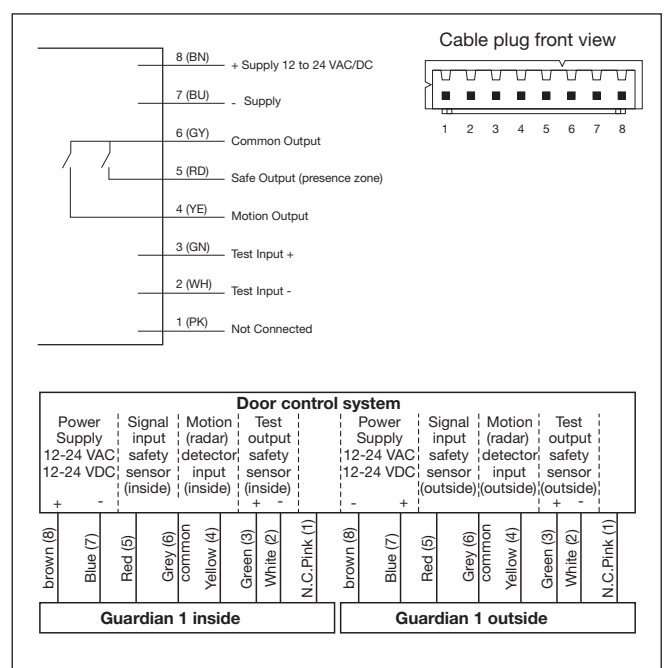 8 (BN)
+ Supply 12 to 24 VAC/DC
7 (BU)
- Supply
6 (GY)
Common Output
5 (RD)
Safe Output (presence zone)
4 (YE)
Motion Output
3 (GN)
Test Input +
2 (WH)
Test Input -
1 (PK)
Not Connected
Cable plug front view
1 2 3 4 5 6 7 8
Door control system
Power
Supply
12-24 VAC
12-24 VDC
+ -
Signal
input
safety
sensor
(inside)
Motion
(radar)
detector
input
(inside)
Test
output
safety
sensor
(inside)
+ -
Power
Supply
12-24 VAC
12-24 VDC
- +
Signal
input
safety
sensor
(outside)
Motion
(radar)
detector
input
(outside)
Test
output
safety
sensor
(outside)
+ -
brown (8)
Blue (7)
Red (5)
Grey (6)
common
Yellow (4)
Green (3)
White (2)
N.C.Pink (1)
brown (8)
Blue (7)
Red (5)
Grey (6)
common
Yellow (4)
Green (3)
White (2)
N.C.Pink (1)
Guardian 1 inside
Guardian 1 outside